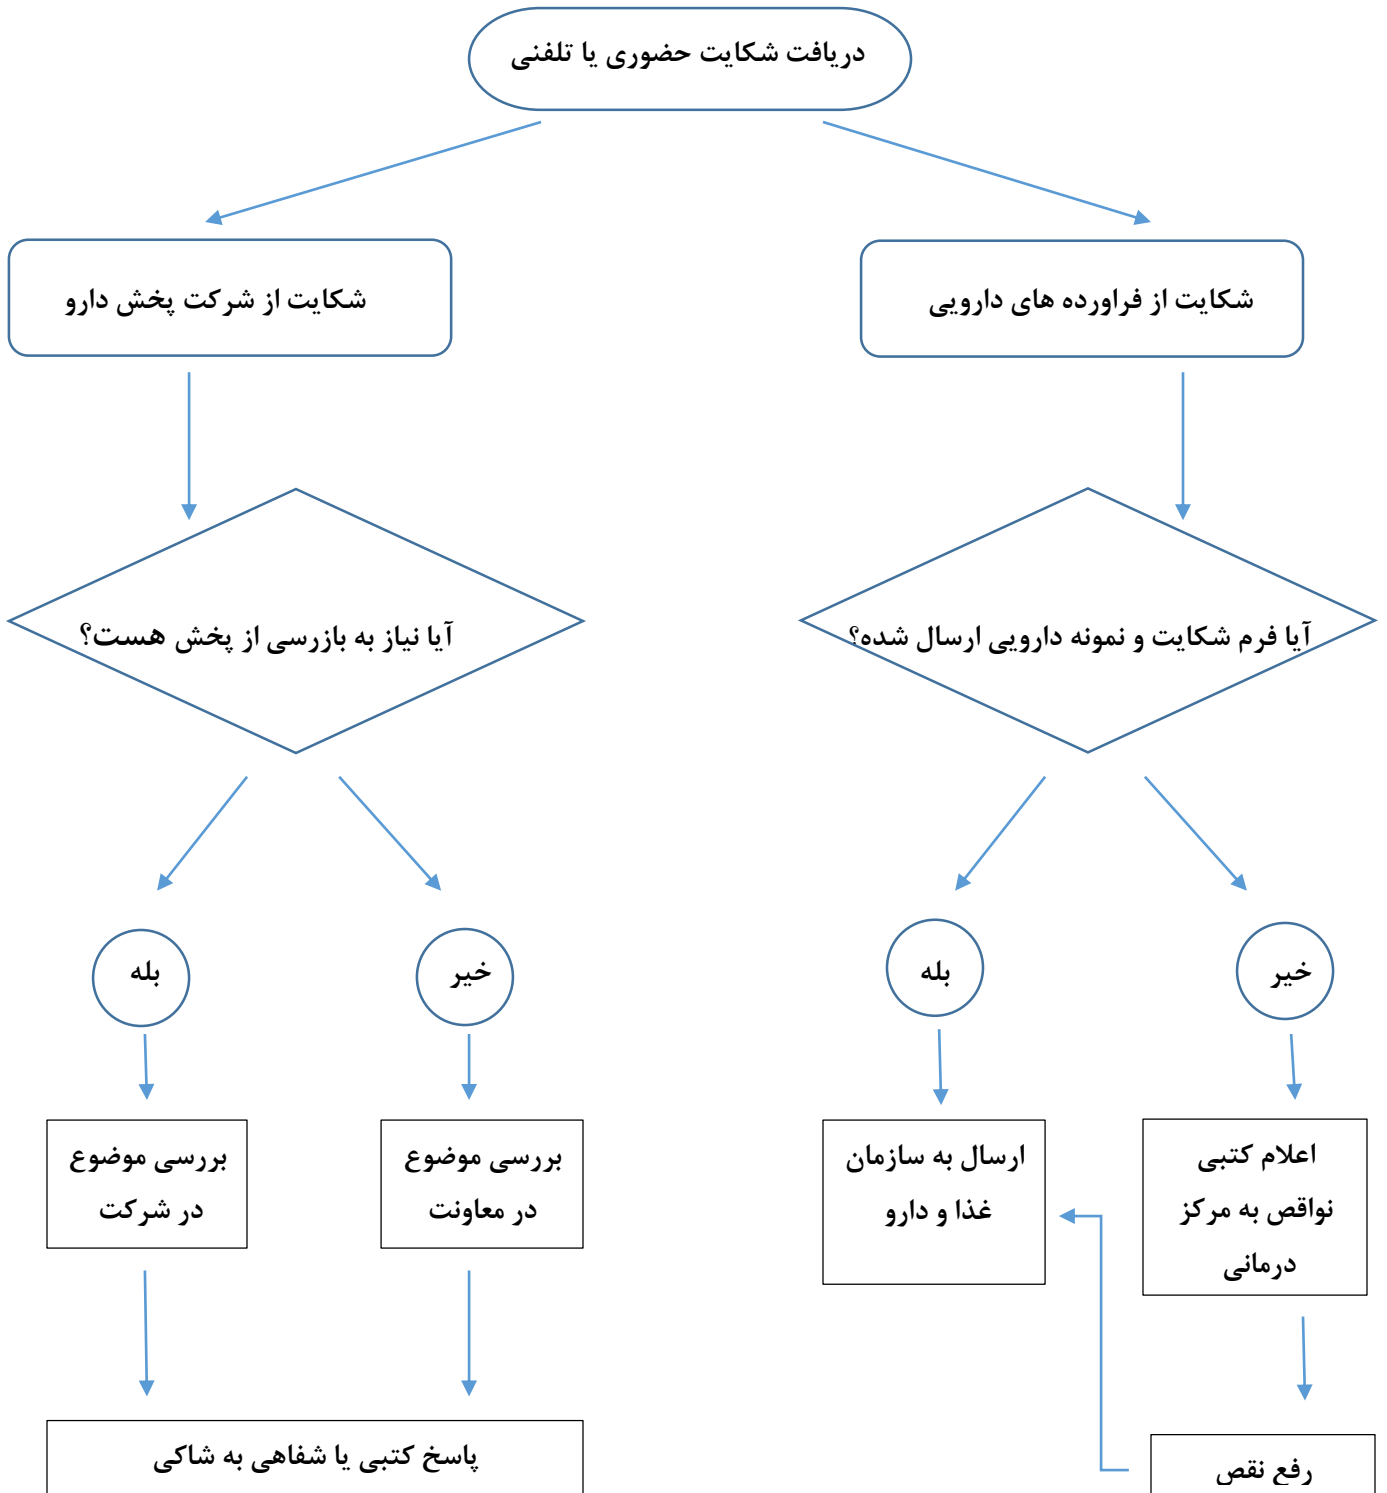 دریافت شکایت حضوری یا تلفنی
شکایت از فراورده های دارویی
شکایت از شرکت پخش دارو
آیا فرم شکایت و نمونه دارویی ارسال شده؟
آیا نیاز به بازرسی از پخش هست؟
خیر
بله
خیر
بله
اعلام کتبی
نواقص به مرکز
درمانی
ارسال به سازمان
غذا و دارو
بررسی موضوع
در معاونت
بررسی موضوع
در شرکت
رفع نقص
پاسخ کتبی یا شفاهی به شاکی